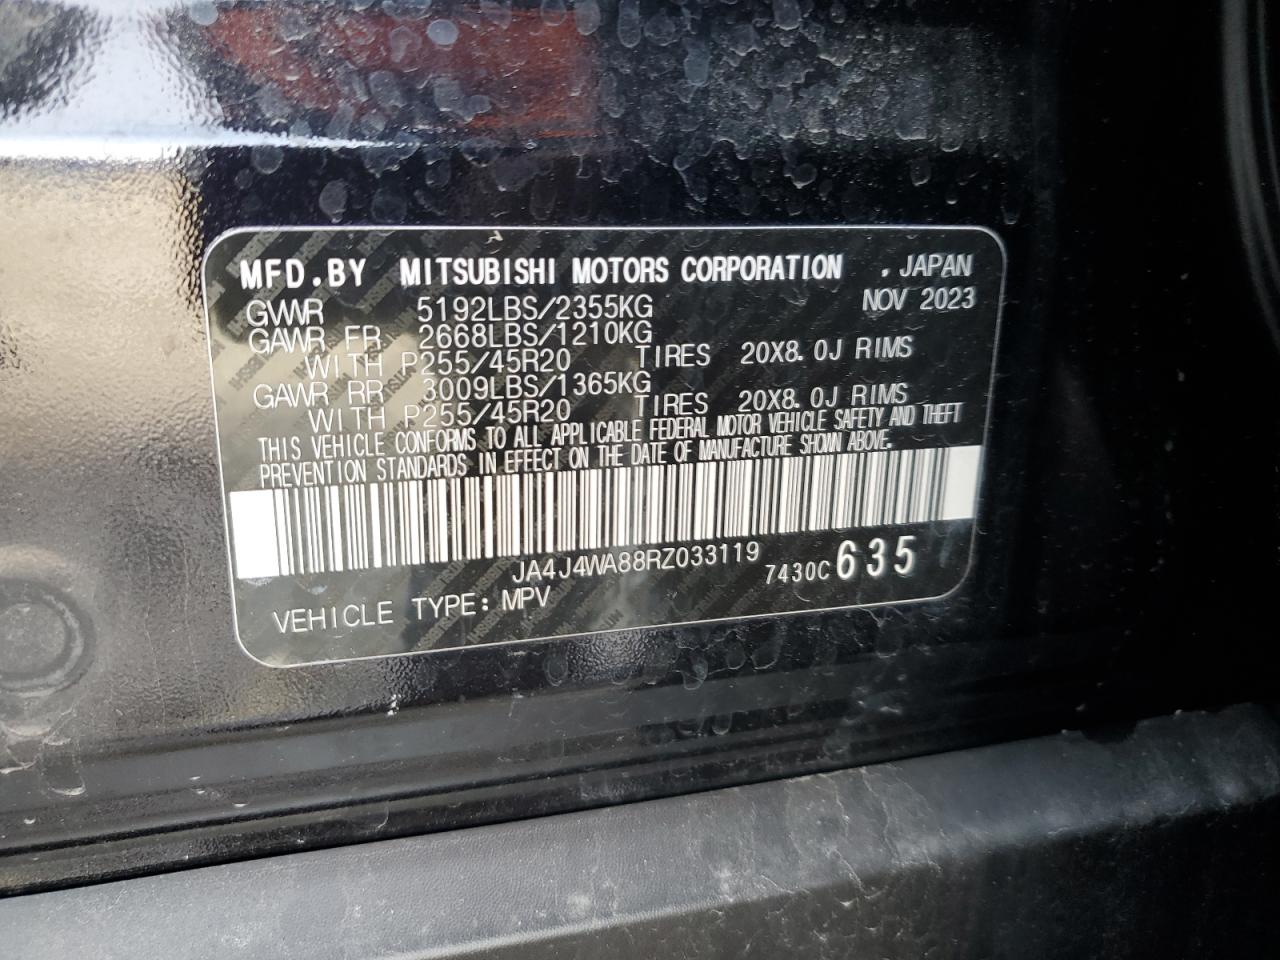 MFD.BY MITSUBISHI MOTORS CORPORATION . JAPAN
GVWR 5192LBS/2355KG NOV 2023
GAWR FR 2668LBS/1210KG
WITH P255/45R20 TIRES 20X8.0J RIMS
GAWR RR 3009LBS/1365KG
WITH P255/45R20 TIRES 20X8.0J RIMS
THIS VEHICLE CONFORMS TO ALL APPLICABLE FEDERAL MOTOR VEHICLE SAFETY AND THEFT
PREVENTION STANDARDS IN EFFECT ON THE DATE OF MANUFACTURE SHOWN ABOVE.
JA4J4WA88RZ033119 7430C 635
VEHICLE TYPE: MPV